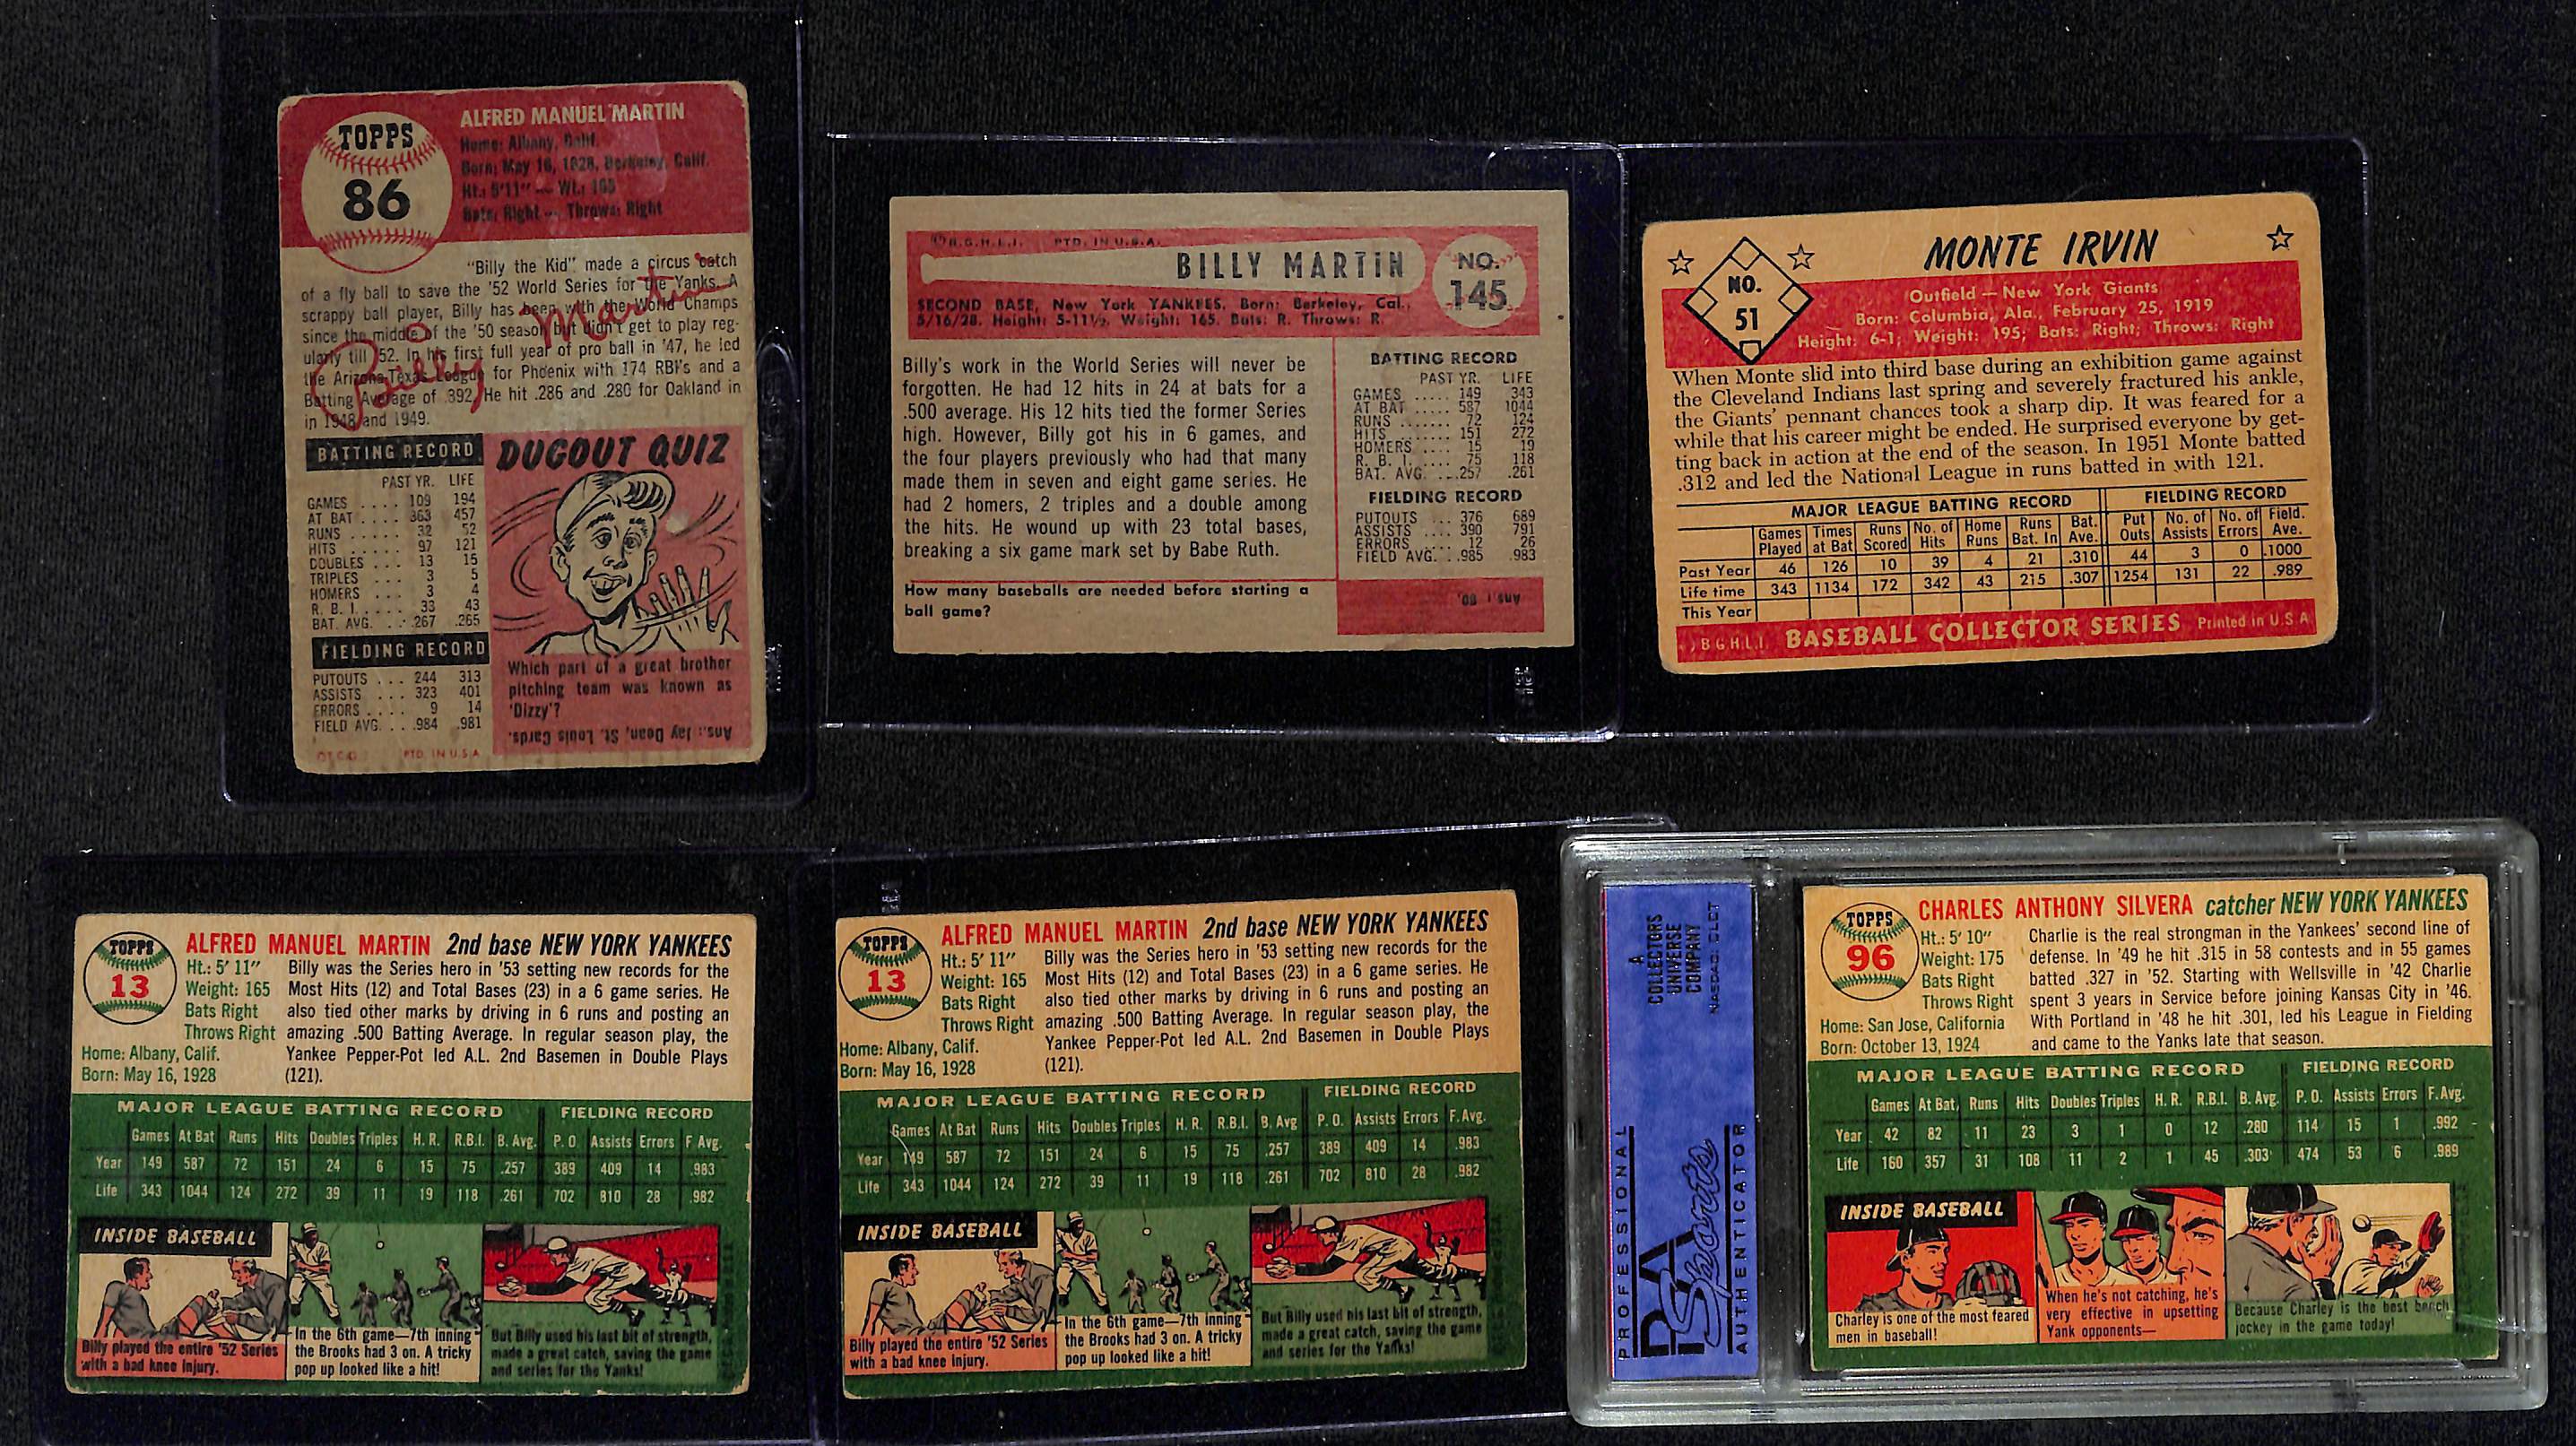 TOPPS
86
ALFRED MANUEL MARTIN
Home: Albany, Calif.
Born: May 16, 1928, Berkeley, Calif.
Ht.: 5'11" — Wt.: 165
Bats: Right — Throws: Right
"Billy the Kid" made a circus catch
of a fly ball to save the '52 World Series for the Yanks. A
scrappy ball player, Billy has been with the World Champs
since the middle of the '50 season but didn't get to play reg-
ularly till '52. In his first full year of pro ball in '47, he led
the Arizona-Texas League for Phoenix with 174 RBI's and a
Batting Average of .392. He hit .286 and .280 for Oakland in
in 1948 and 1949.
Billy Martin
BATTING RECORD
PAST YR. LIFE
GAMES . . . . 109 194
AT BAT . . . . 363 457
RUNS . . . . . 32 52
HITS . . . . . 97 121
DOUBLES . . . 13 15
TRIPLES . . . 3 5
HOMERS . . . 3 4
R. B. I. . . . . 33 43
BAT. AVG. . . .267 .265
FIELDING RECORD
PUTOUTS . . . 244 313
ASSISTS . . . 323 401
ERRORS . . . . 9 14
FIELD AVG. . . .984 .981
PTD. IN U.S.A.
DUGOUT QUIZ
Which part of a great brother
pitching team was known as
'Dizzy'?
Ans.: Jay Dean, St. Louis Cards.
©B.G.H.L.I. PTD. IN U.S.A.
BILLY MARTIN
NO.
145
SECOND BASE, New York YANKEES. Born: Berkeley, Cal.,
5/16/28. Height: 5-11½. Weight: 165. Bats: R. Throws: R.
Billy's work in the World Series will never be
forgotten. He had 12 hits in 24 at bats for a
.500 average. His 12 hits tied the former Series
high. However, Billy got his in 6 games, and
the four players previously who had that many
made them in seven and eight game series. He
had 2 homers, 2 triples and a double among
the hits. He wound up with 23 total bases,
breaking a six game mark set by Babe Ruth.
How many baseballs are needed before starting a
ball game?
BATTING RECORD
PAST YR. LIFE
GAMES ..... 149 343
AT BAT ..... 587 1044
RUNS ....... 72 124
HITS ....... 151 272
HOMERS .... 15 19
R. B. I. .... 75 118
BAT. AVG. ...257 .261
FIELDING RECORD
PUTOUTS ... 376 689
ASSISTS .... 390 791
ERRORS .... 12 26
FIELD AVG. ..985 .983
Ans.: 60.
NO.
51
MONTE IRVIN
Outfield — New York Giants
Born: Columbia, Ala., February 25, 1919
Height: 6-1; Weight: 195; Bats: Right; Throws: Right
When Monte slid into third base during an exhibition game against
the Cleveland Indians last spring and severely fractured his ankle,
the Giants' pennant chances took a sharp dip. It was feared for a
while that his career might be ended. He surprised everyone by get-
ting back in action at the end of the season. In 1951 Monte batted
.312 and led the National League in runs batted in with 121.
MAJOR LEAGUE BATTING RECORD FIELDING RECORD
Games Played Times at Bat Runs Scored No. of Hits Home Runs Runs Bat. In Bat. Ave. Put Outs No. of Assists No. of Errors Field. Ave.
Past Year 46 126 10 39 4 21 .310 44 3 0 .1000
Life time 343 1134 172 342 43 215 .307 1254 131 22 .989
This Year
B G H L I BASEBALL COLLECTOR SERIES Printed in U.S.A
TOPPS
13
ALFRED MANUEL MARTIN 2nd base NEW YORK YANKEES
Ht.: 5' 11"
Weight: 165
Bats Right
Throws Right
Home: Albany, Calif.
Born: May 16, 1928
Billy was the Series hero in '53 setting new records for the
Most Hits (12) and Total Bases (23) in a 6 game series. He
also tied other marks by driving in 6 runs and posting an
amazing .500 Batting Average. In regular season play, the
Yankee Pepper-Pot led A.L. 2nd Basemen in Double Plays
(121).
MAJOR LEAGUE BATTING RECORD FIELDING RECORD
Games At Bat Runs Hits Doubles Triples H. R. R.B.I. B. Avg. P. O. Assists Errors F Avg.
Year 149 587 72 151 24 6 15 75 .257 389 409 14 .983
Life 343 1044 124 272 39 11 19 118 .261 702 810 28 .982
INSIDE BASEBALL
Billy played the entire '52 Series
with a bad knee injury.
In the 6th game—7th inning
the Brooks had 3 on. A tricky
pop up looked like a hit!
But Billy used his last bit of strength,
made a great catch, saving the game
and series for the Yanks!
TOPPS
13
ALFRED MANUEL MARTIN 2nd base NEW YORK YANKEES
Ht.: 5' 11"
Weight: 165
Bats Right
Throws Right
Home: Albany, Calif.
Born: May 16, 1928
Billy was the Series hero in '53 setting new records for the
Most Hits (12) and Total Bases (23) in a 6 game series. He
also tied other marks by driving in 6 runs and posting an
amazing .500 Batting Average. In regular season play, the
Yankee Pepper-Pot led A.L. 2nd Basemen in Double Plays
(121).
MAJOR LEAGUE BATTING RECORD FIELDING RECORD
Games At Bat Runs Hits Doubles Triples H. R. R.B.I. B. Avg P. O. Assists Errors F. Avg.
Year 149 587 72 151 24 6 15 75 .257 389 409 14 .983
Life 343 1044 124 272 39 11 19 118 .261 702 810 28 .982
INSIDE BASEBALL
Billy played the entire '52 Series
with a bad knee injury.
In the 6th game—7th inning
the Brooks had 3 on. A tricky
pop up looked like a hit!
But Billy used his last bit of strength,
made a great catch, saving the game
and series for the Yanks!
A
COLLECTORS
UNIVERSE
COMPANY
NASDAQ: CLCT
PROFESSIONAL
PSA
Sports
AUTHENTICATOR
TOPPS
96
CHARLES ANTHONY SILVERA catcher NEW YORK YANKEES
Ht.: 5' 10"
Weight: 175
Bats Right
Throws Right
Home: San Jose, California
Born: October 13, 1924
Charlie is the real strongman in the Yankees' second line of
defense. In '49 he hit .315 in 58 contests and in 55 games
batted .327 in '52. Starting with Wellsville in '42 Charlie
spent 3 years in Service before joining Kansas City in '46.
With Portland in '48 he hit .301, led his League in Fielding
and came to the Yanks late that season.
MAJOR LEAGUE BATTING RECORD FIELDING RECORD
Games At Bat Runs Hits Doubles Triples H. R. R.B.I. B. Avg. P. O. Assists Errors F.Avg.
Year 42 82 11 23 3 1 0 12 .280 114 15 1 .992
Life 160 357 31 108 11 2 1 45 .303 474 53 6 .989
INSIDE BASEBALL
Charley is one of the most feared
men in baseball!
When he's not catching, he's
very effective in upsetting
Yank opponents—
Because Charley is the best bench
jockey in the game today!